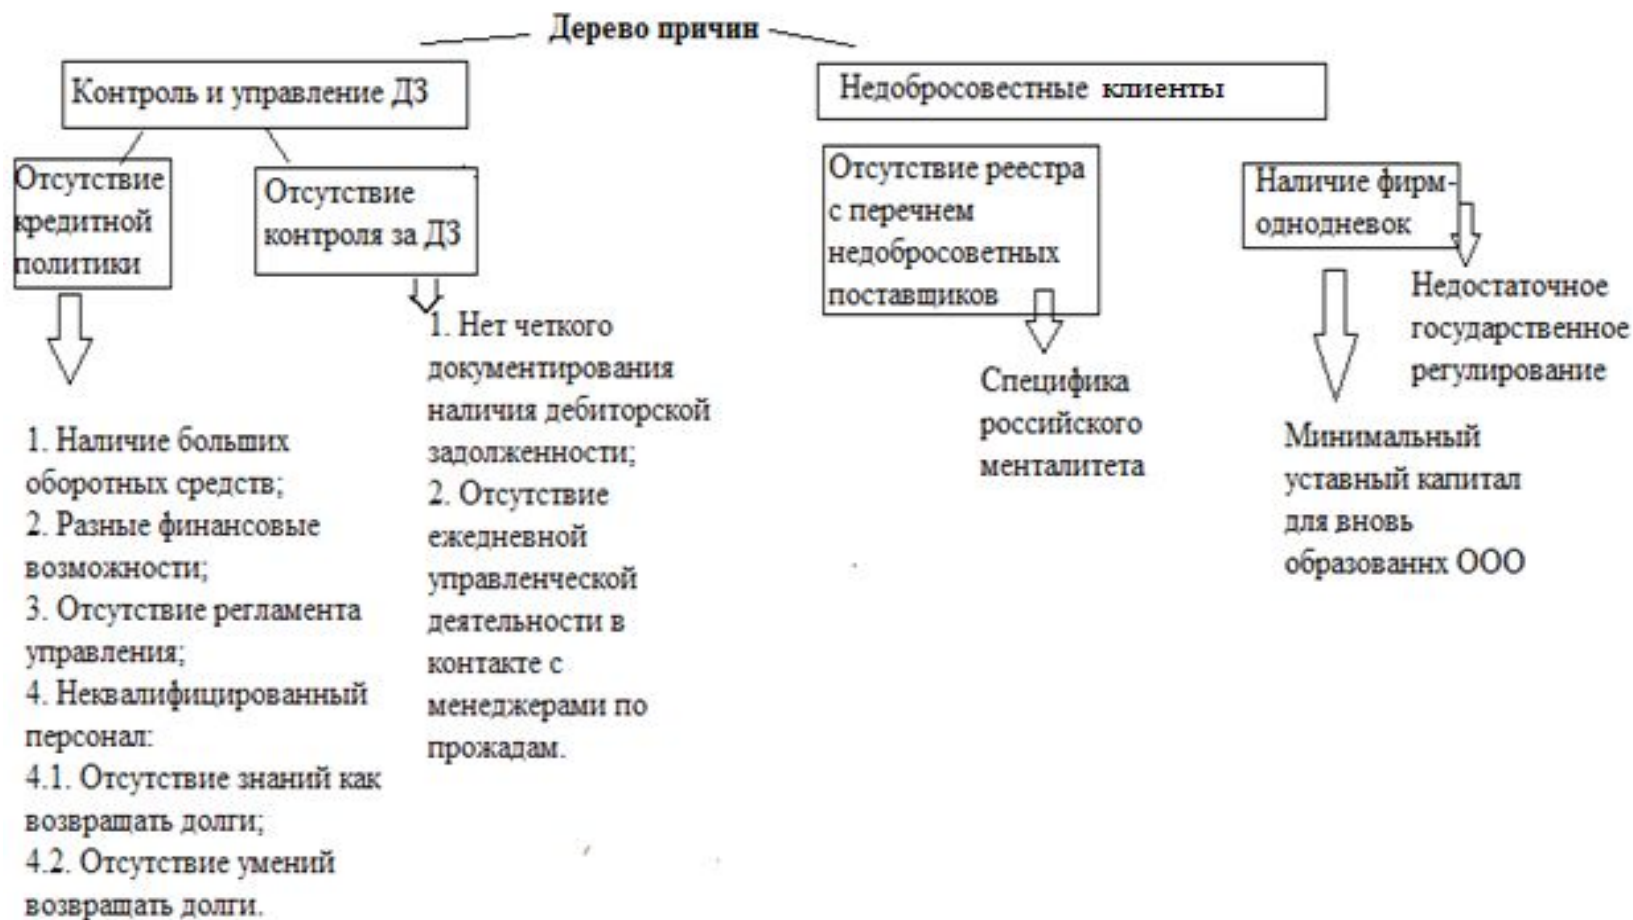 Дерево причин
Контроль и управление ДЗ
Недобросовестные клиенты
Отсутствие
кредитной
политики
Отсутствие
контроля за ДЗ
Отсутствие реестра
с перечнем
недобросоветных
поставщиков
Наличие фирм-
однодневок
1. Наличие больших
оборотных средств;
2. Разные финансовые
возможности;
3. Отсутствие регламента
управления;
4. Неквалифицированный
персонал:
4.1. Отсутствие знаний как
возвращать долги;
4.2. Отсутствие умений
возвращать долги.
1. Нет четкого
документирования
наличия дебиторской
задолженности;
2. Отсутствие
ежедневной
управленческой
деятельности в
контакте с
менеджерами по
прожадам.
Специфика
российского
менталитета
Недостаточное
государственное
регулирование
Минимальный
уставный капитал
для вновь
образованнх ООО